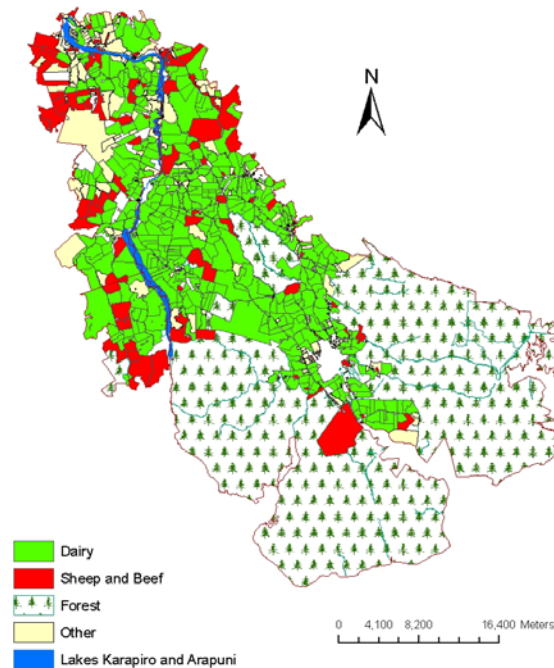 N
Dairy
Sheep and Beef
Forest
Other
Lakes Karapiro and Arapuni
0 4,100 8,200 16,400 Meters